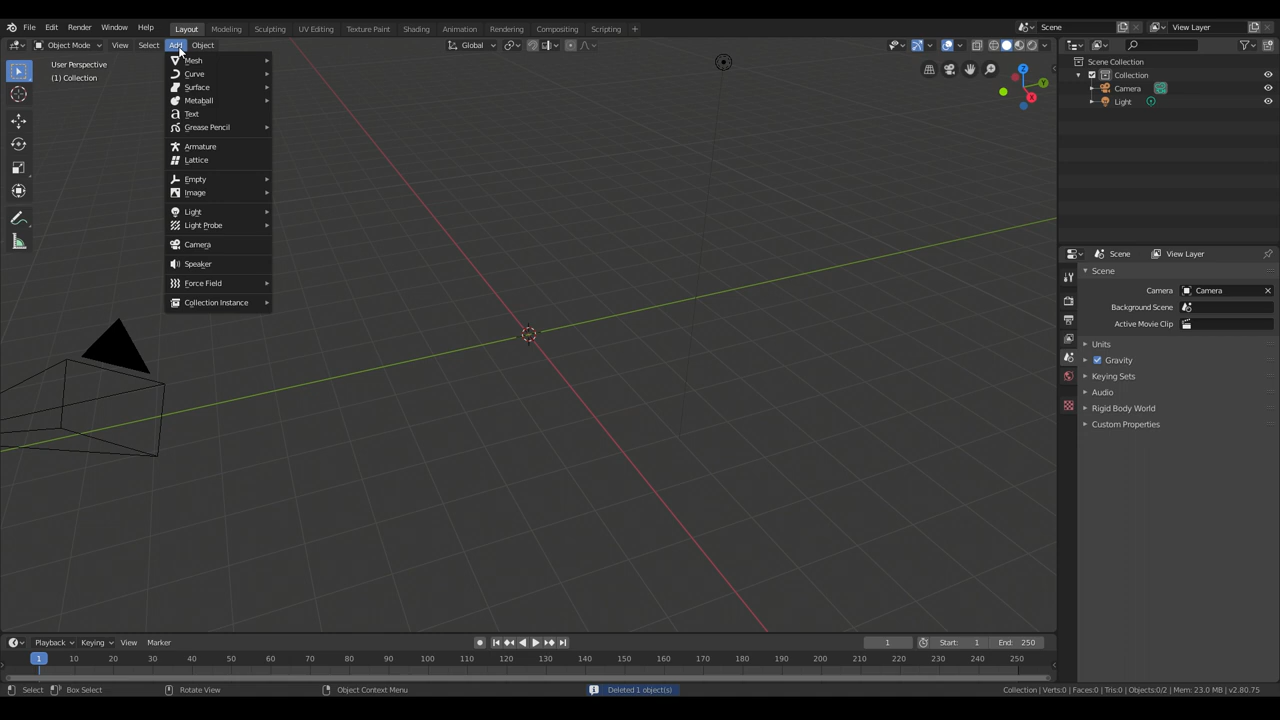 File Edit Render Window Help Layout Modeling Sculpting UV Editing Texture Paint Shading Animation Rendering Compositing Scripting + Scene View Layer
Object Mode View Select Add Object Global
User Perspective
(1) Collection
Mesh
Curve
Surface
Metaball
Text
Grease Pencil
Armature
Lattice
Empty
Image
Light
Light Probe
Camera
Speaker
Force Field
Collection Instance
Z
Y
X
Scene Collection
Collection
Camera
Light
Scene View Layer
Scene
Camera Camera
Background Scene
Active Movie Clip
Units
Gravity
Keying Sets
Audio
Rigid Body World
Custom Properties
Playback Keying View Marker 1 Start: 1 End: 250
1 10 20 30 40 50 60 70 80 90 100 110 120 130 140 150 160 170 180 190 200 210 220 230 240 250
Select Box Select Rotate View Object Context Menu Deleted 1 object(s) Collection | Verts:0 | Faces:0 | Tris:0 | Objects:0/2 | Mem: 23.0 MB | v2.80.75